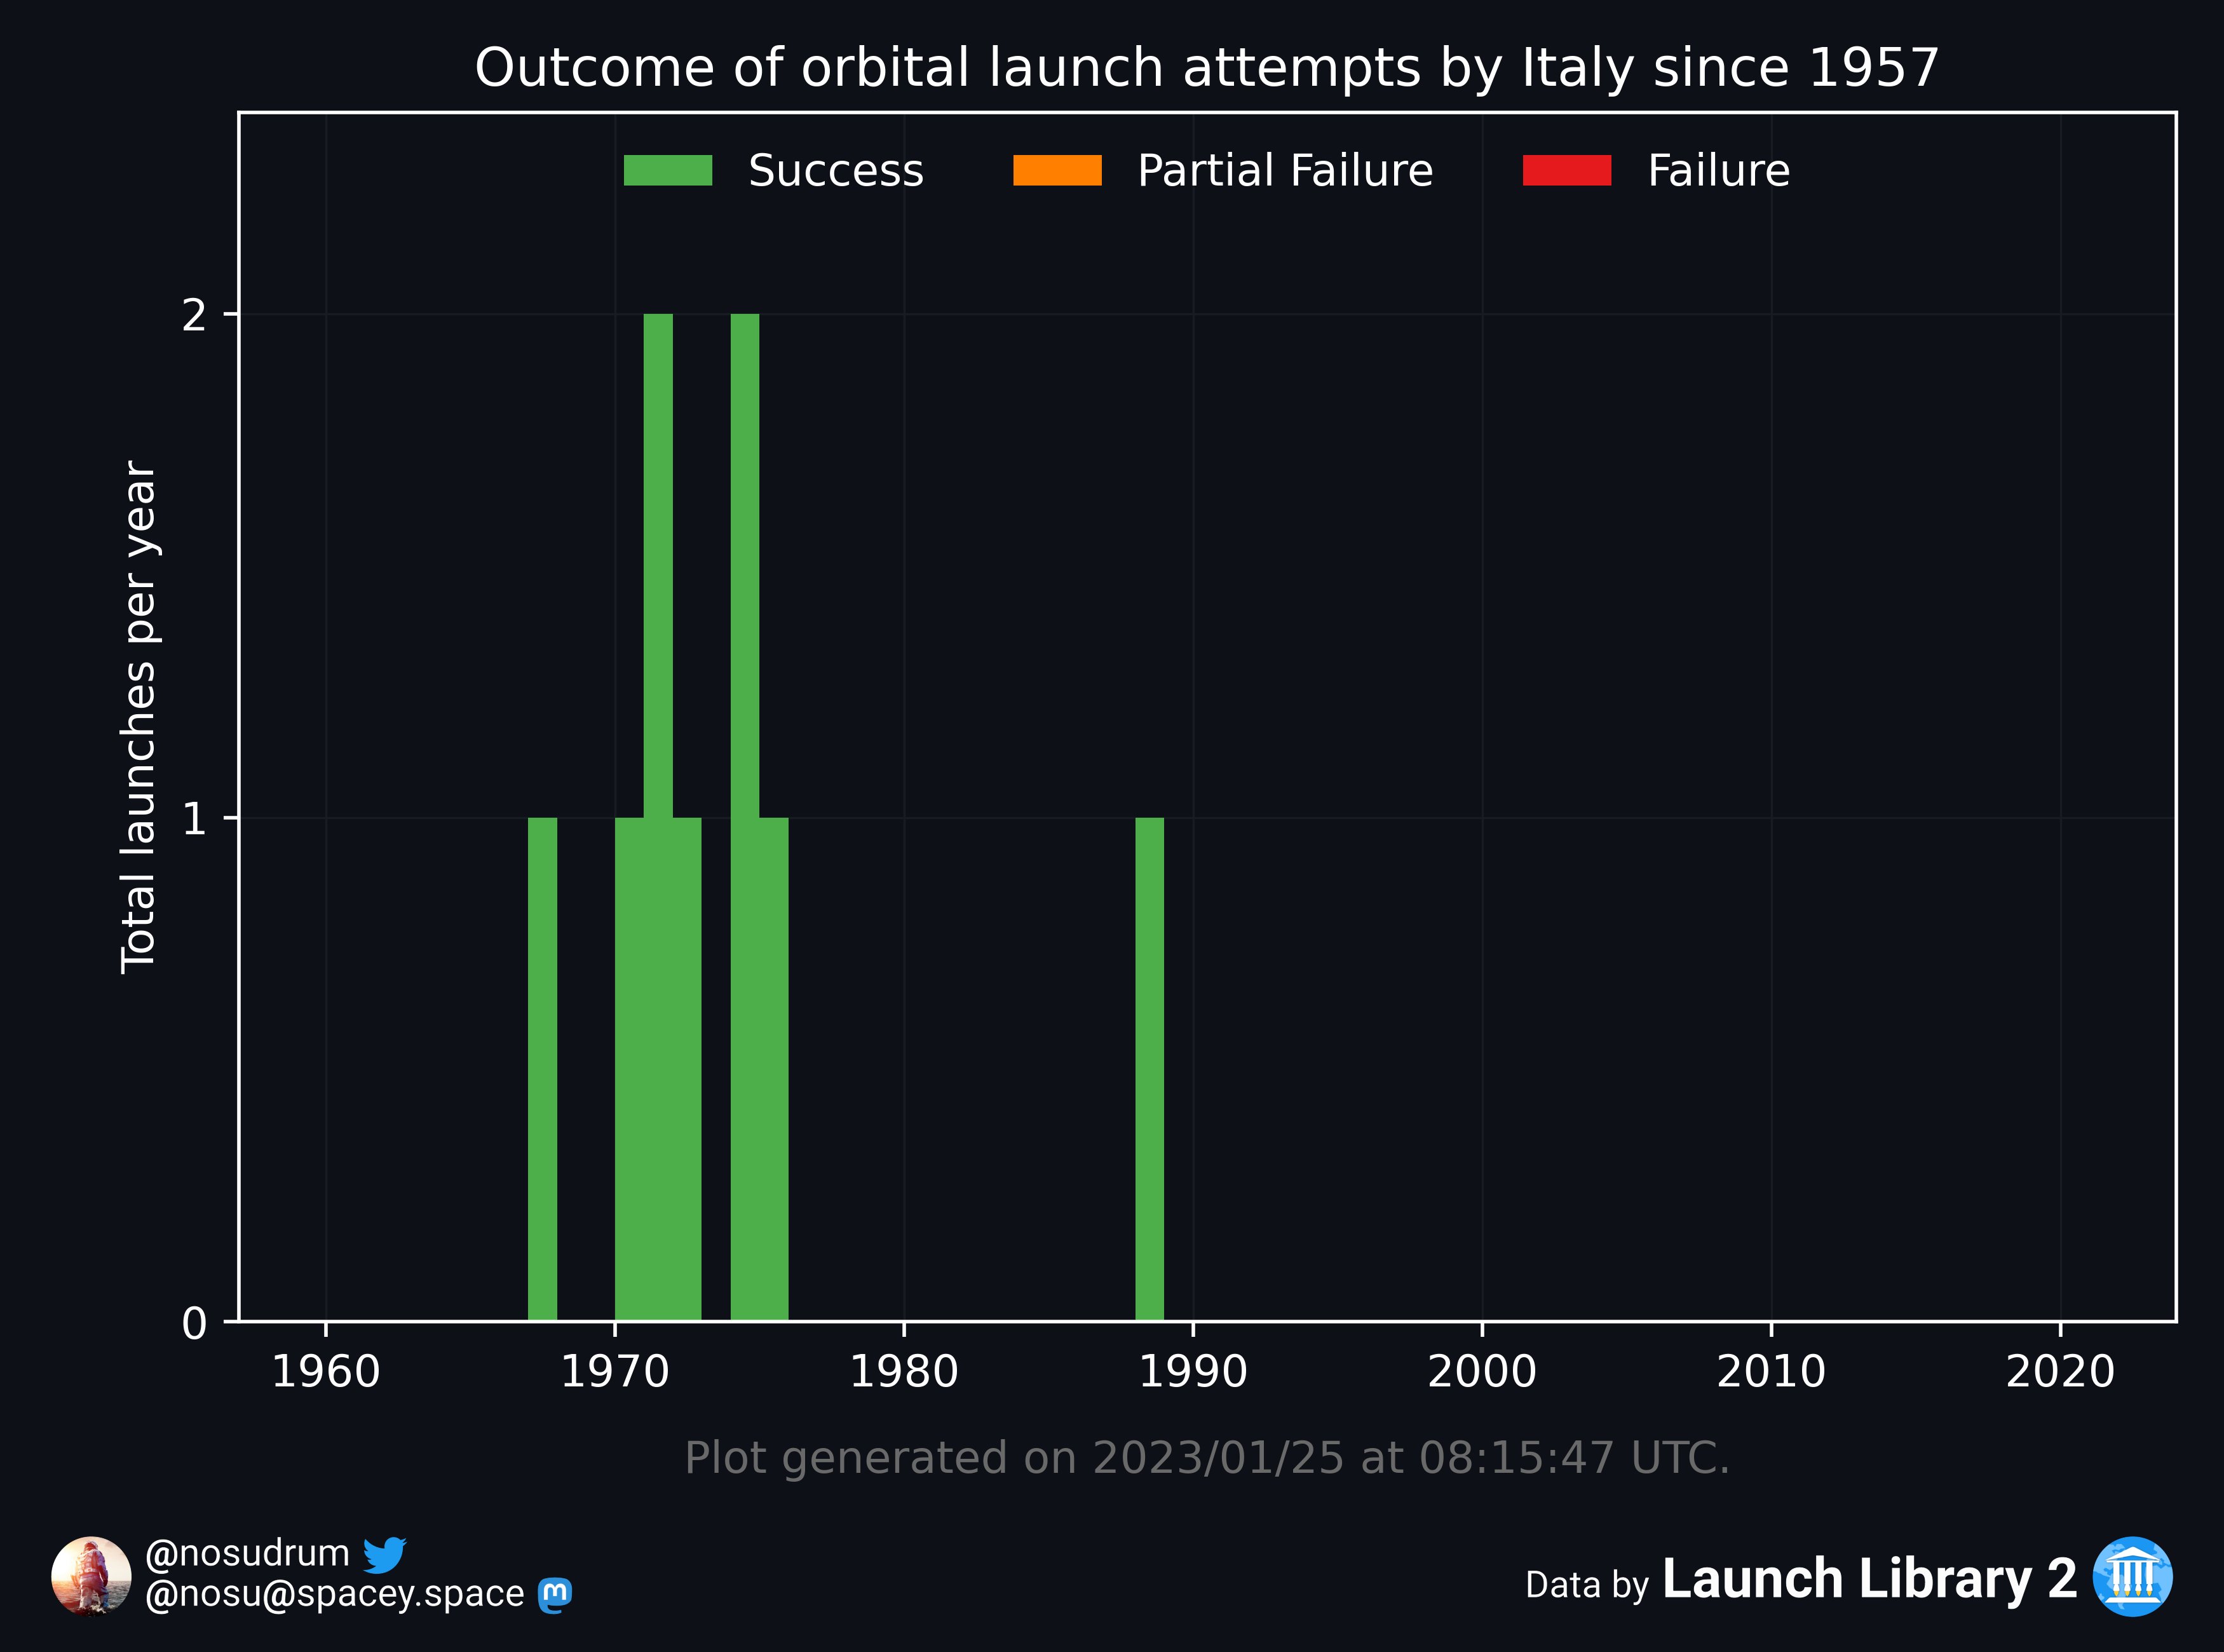 Outcome of orbital launch attempts by Italy since 1957
Success Partial Failure Failure
Total launches per year
2
1
0
1960 1970 1980 1990 2000 2010 2020
Plot generated on 2023/01/25 at 08:15:47 UTC.
@nosudrum
@nosu@spacey.space
Data by Launch Library 2